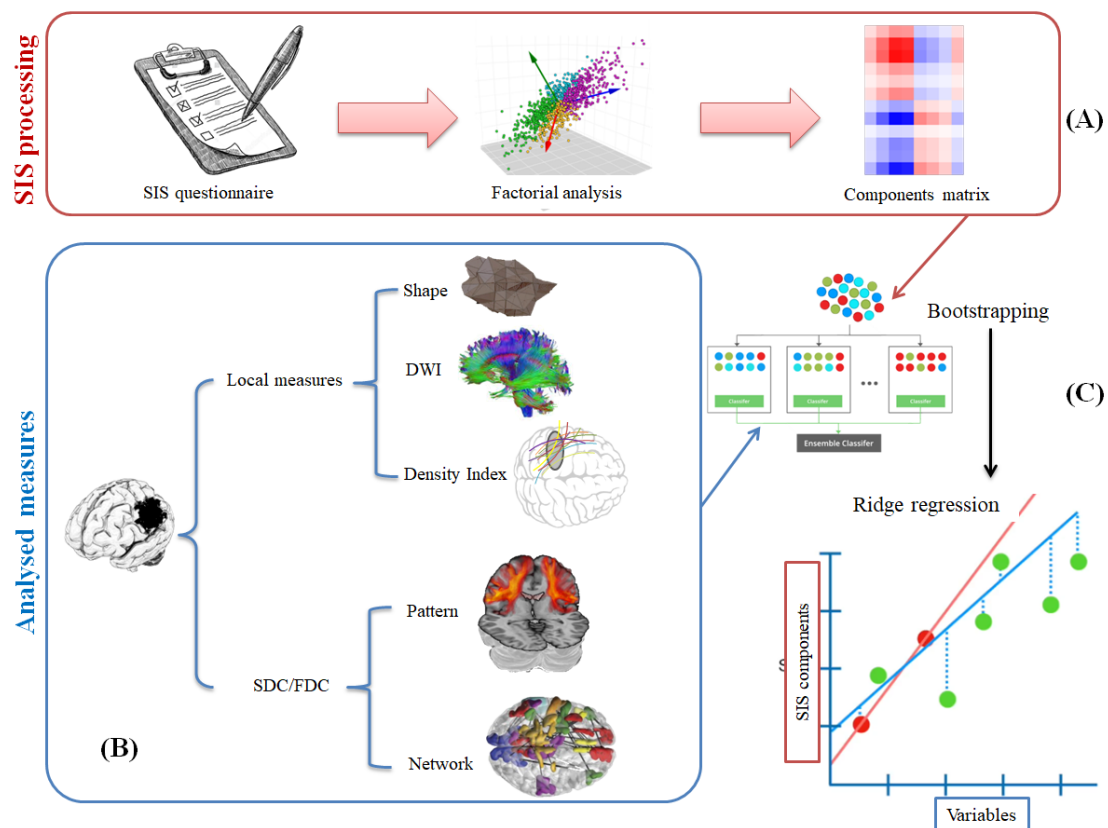 SIS processing
SIS questionnaire
Factorial analysis
Components matrix
(A)
Analysed measures
Local measures
Shape
DWI
Density Index
SDC/FDC
Pattern
Network
(B)
Bootstrapping
Classifer
Classifer
Classifer
Ensemble Classifer
(C)
Ridge regression
SIS components
Variables